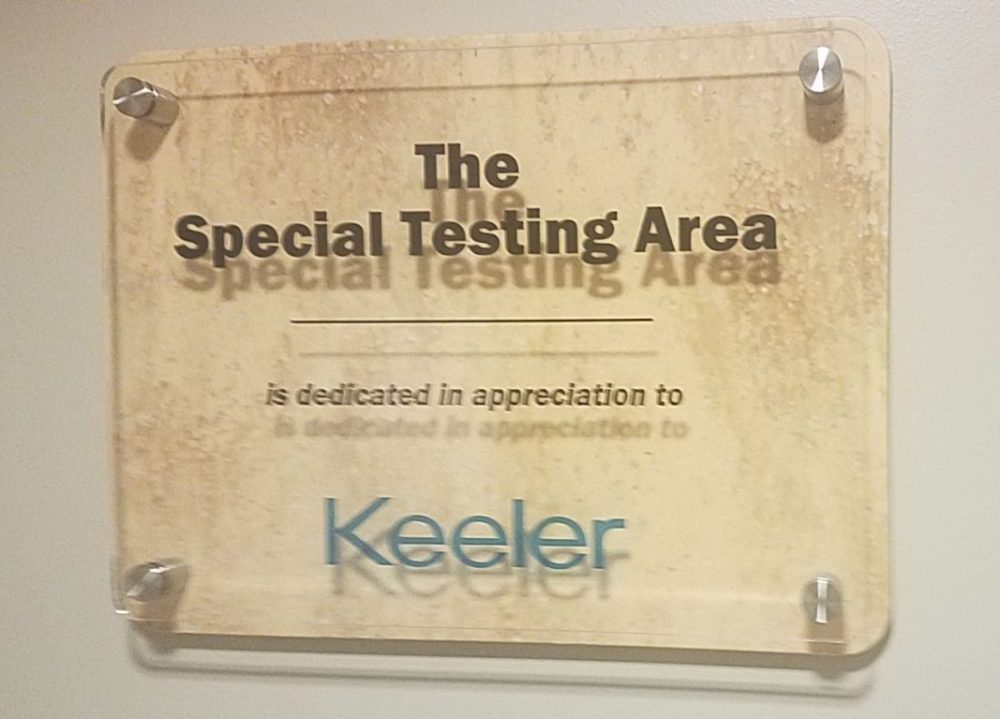 The
Special Testing Area
is dedicated in appreciation to
Keeler